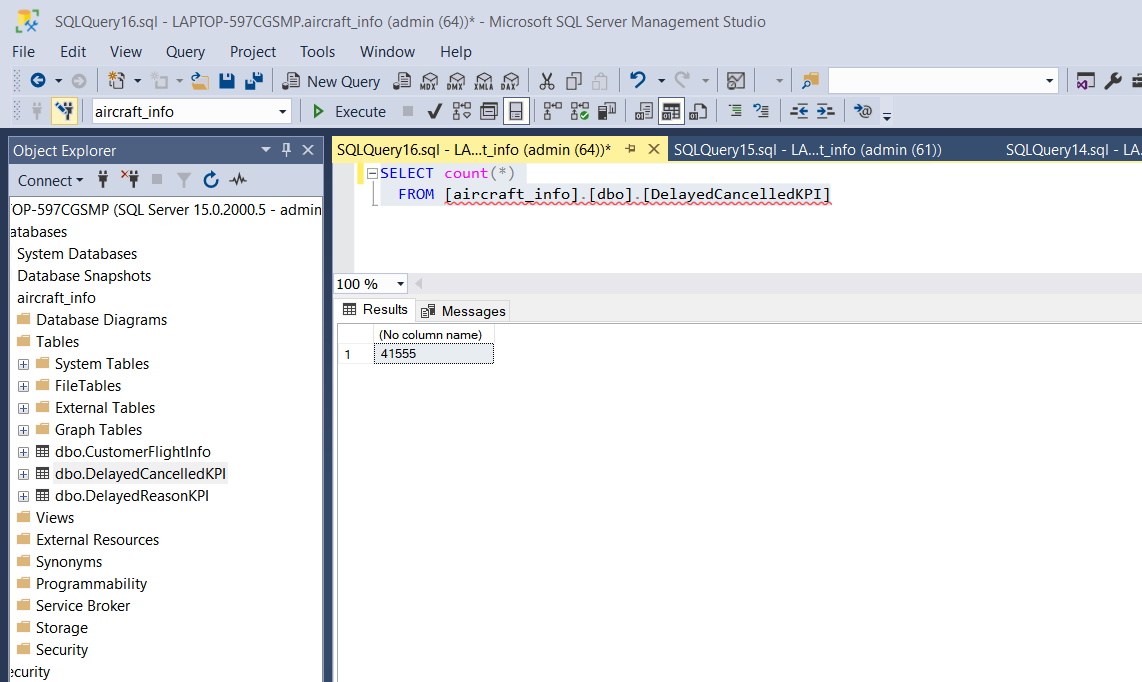 SQLQuery16.sql - LAPTOP-597CGSMP.aircraft_info (admin (64))* - Microsoft SQL Server Management Studio
File Edit View Query Project Tools Window Help
New Query MDX DMX XMLA DAX
aircraft_info Execute
Object Explorer
SQLQuery16.sql - LA...t_info (admin (64))* SQLQuery15.sql - LA...t_info (admin (61)) SQLQuery14.sql - LA
Connect
SELECT count(*)
FROM [aircraft_info].[dbo].[DelayedCancelledKPI]
OP-597CGSMP (SQL Server 15.0.2000.5 - admin
atabases
System Databases
Database Snapshots
aircraft_info
Database Diagrams
Tables
System Tables
FileTables
External Tables
Graph Tables
dbo.CustomerFlightInfo
dbo.DelayedCancelledKPI
dbo.DelayedReasonKPI
Views
External Resources
Synonyms
Programmability
Service Broker
Storage
Security
ecurity
100 %
Results Messages
(No column name)
1 41555